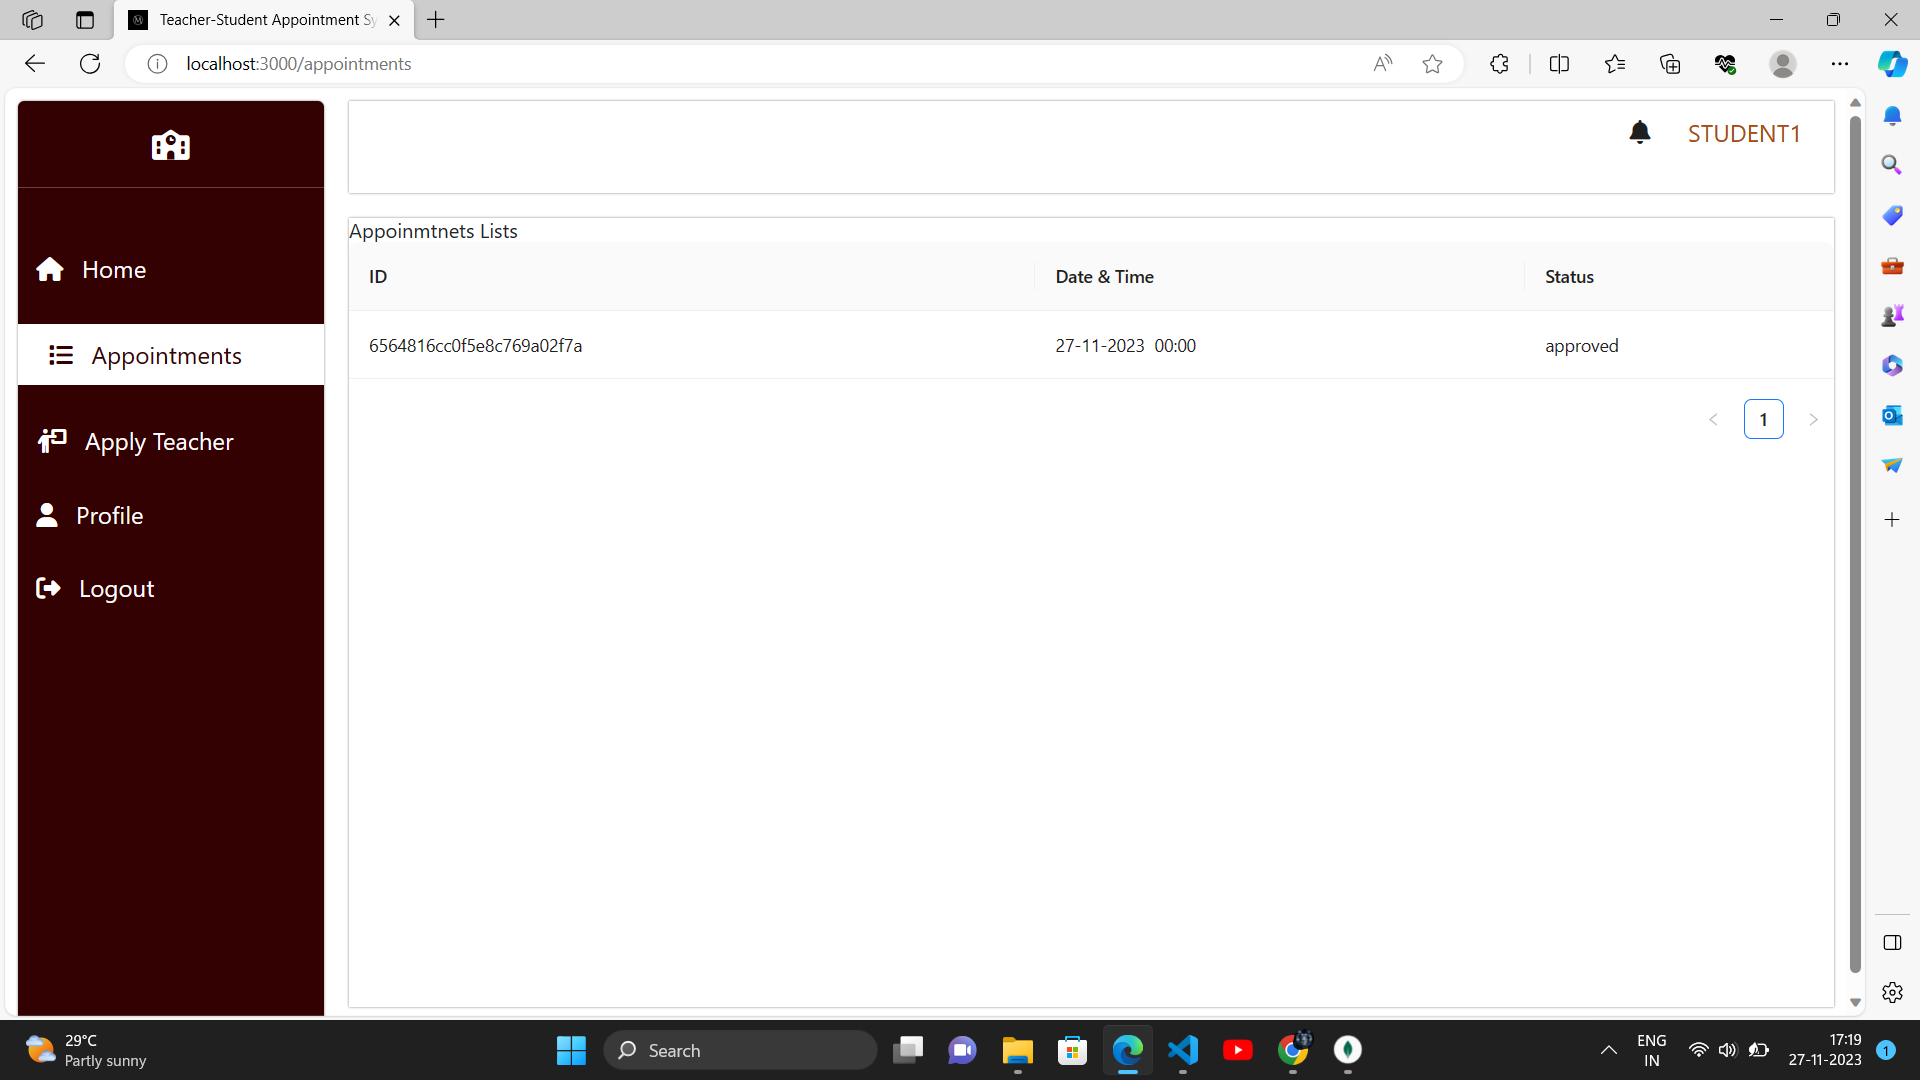 Teacher-Student Appointment Sy
localhost:3000/appointments
STUDENT1
Home
Appointments
Apply Teacher
Profile
Logout
Appoinmtnets Lists
ID Date & Time Status
6564816cc0f5e8c769a02f7a 27-11-2023 00:00 approved
1
29°C
Partly sunny
Search
ENG
IN
17:19
27-11-2023
1